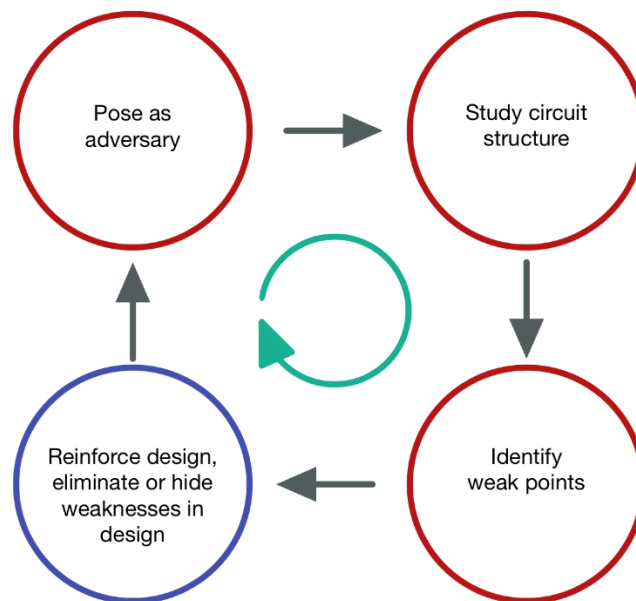 Pose as
adversary
Study circuit
structure
Identify
weak points
Reinforce design,
eliminate or hide
weaknesses in
design